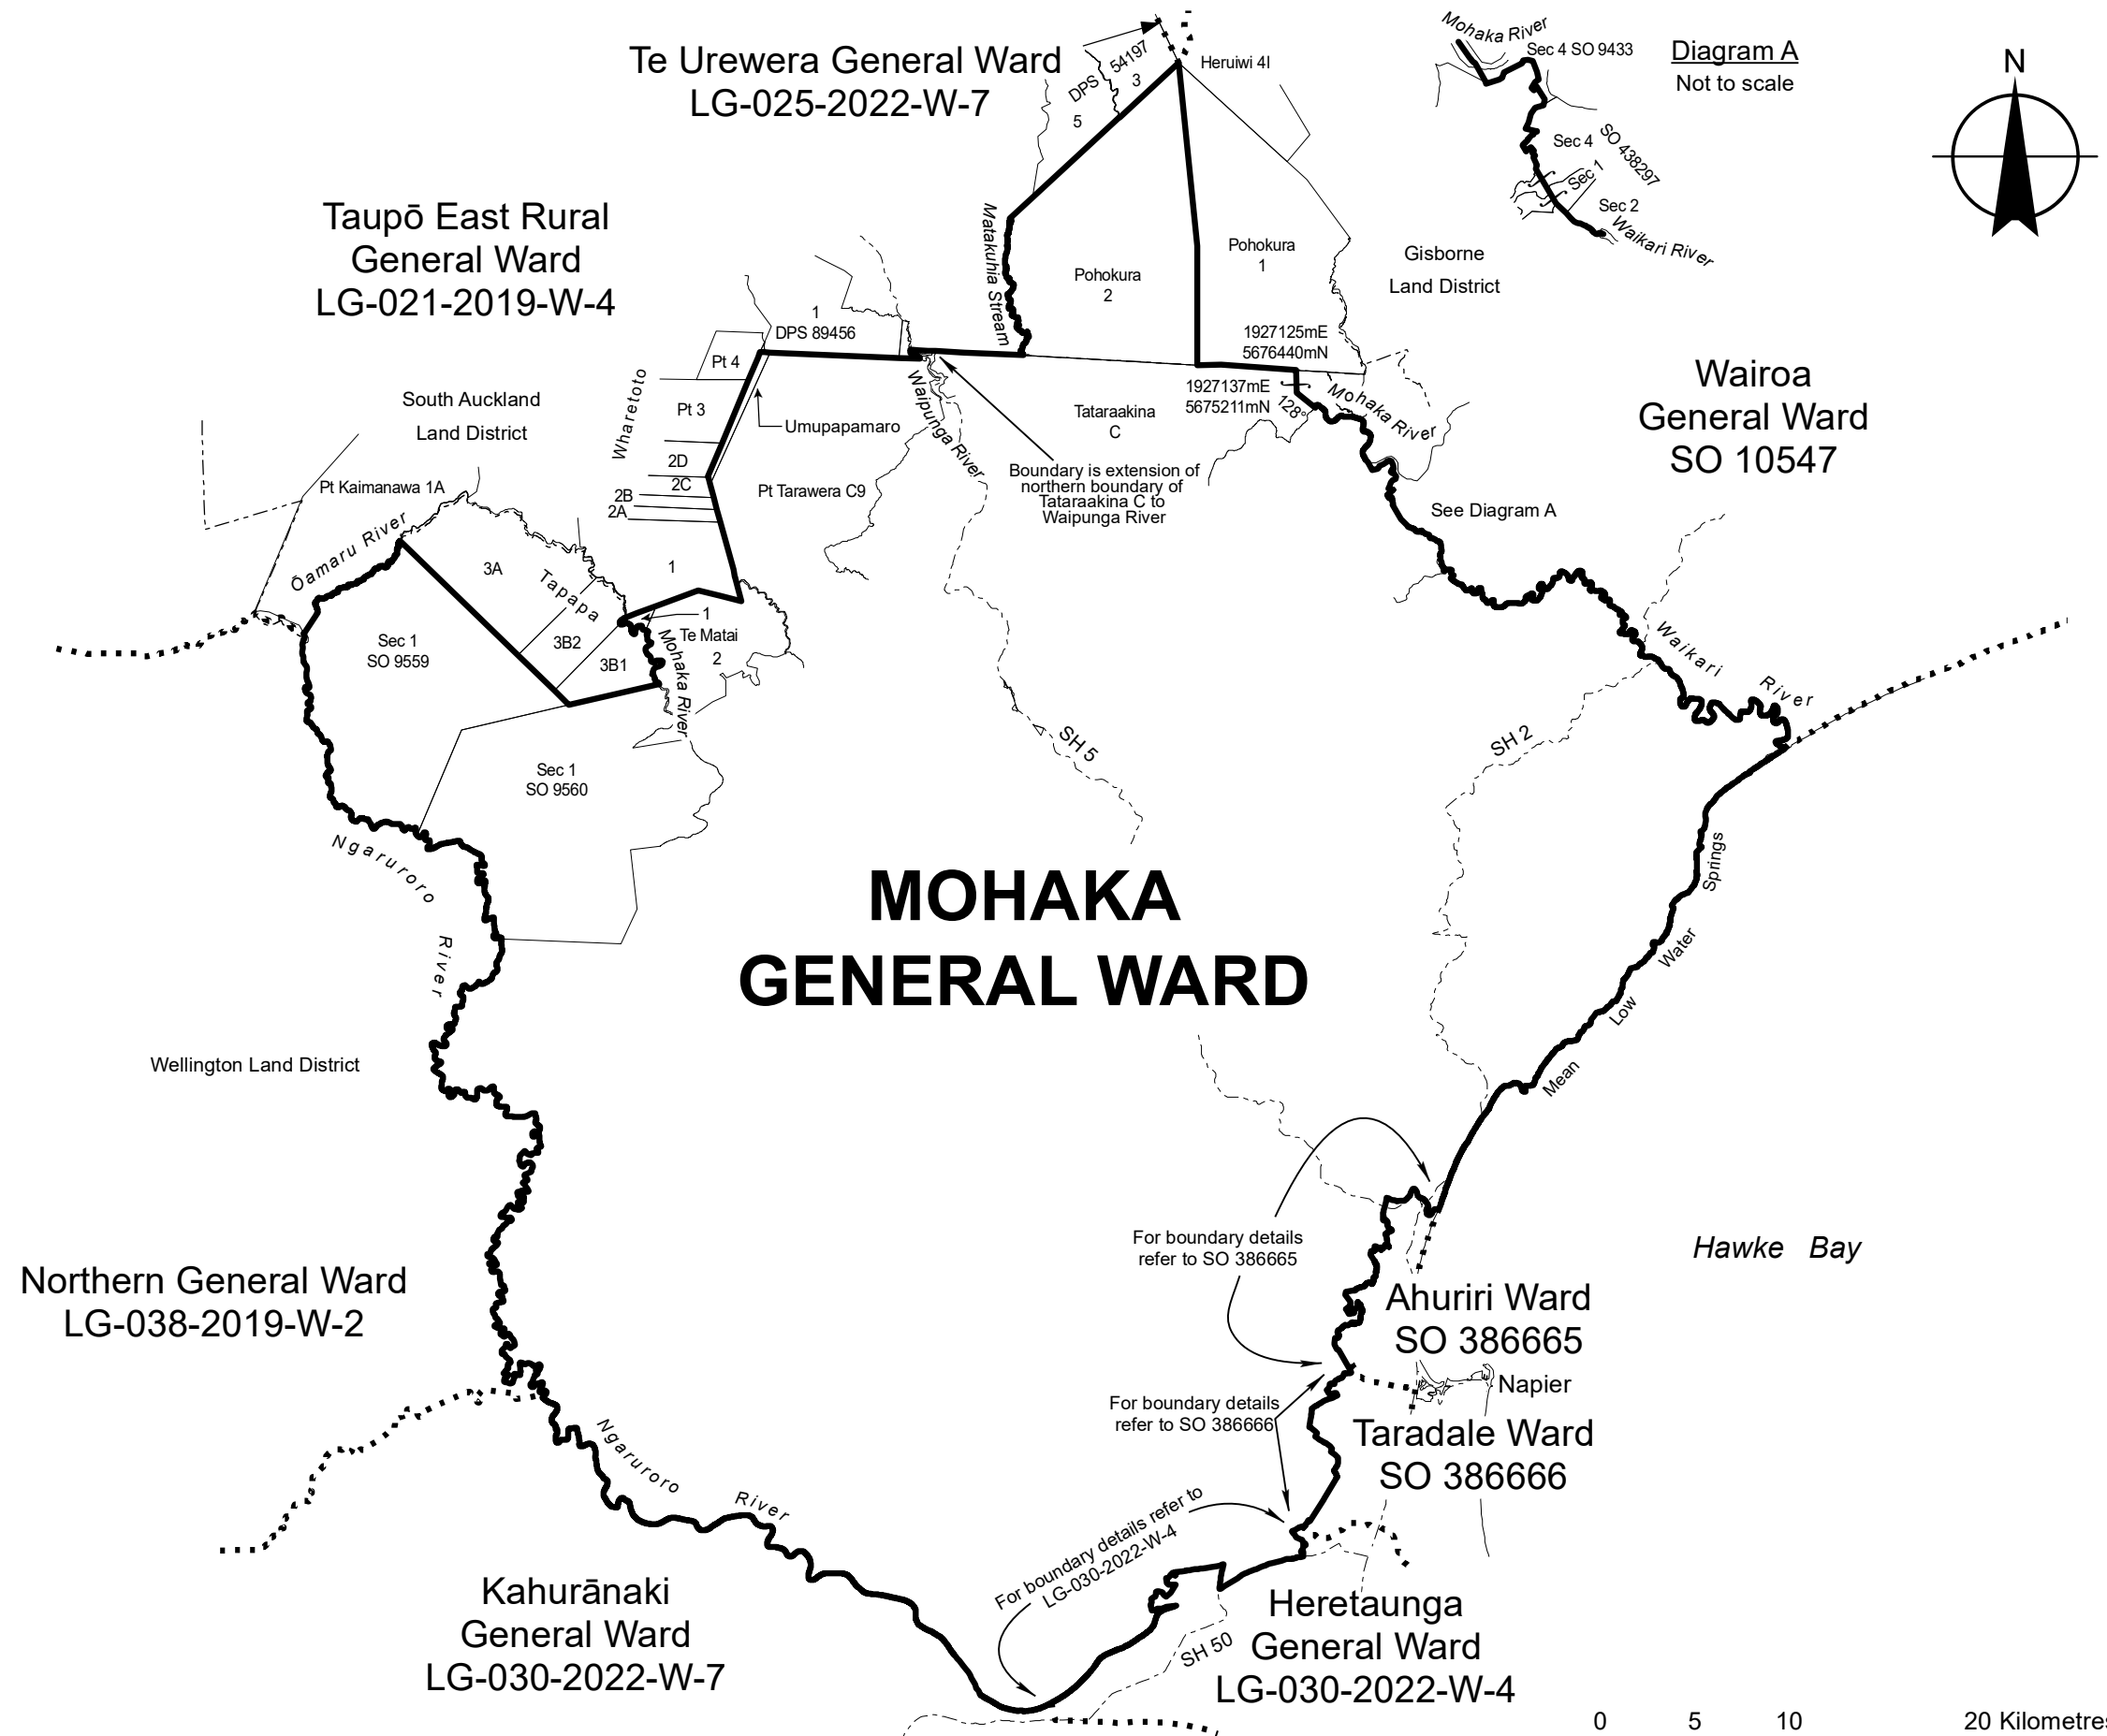 Te Urewera General Ward
LG-025-2022-W-7
DPS 54197
3
5
Heruiwi 4I
Mohaka River
Sec 4 SO 9433
Diagram A
Not to scale
Sec 4
SO 438297
Sec 1
Sec 2
Waikari River
N
Taupō East Rural
General Ward
LG-021-2019-W-4
Matakuhia Stream
Pohokura
2
Pohokura
1
Gisborne
Land District
1
DPS 89456
Pt 4
Pt 3
2D
2C
2B
2A
1
Wharetoto
Umupapamaro
Pt Tarawera C9
Waipunga River
Tataraakina
C
1927125mE
5676440mN
1927137mE
5675211mN
128°
Mohaka River
Wairoa
General Ward
SO 10547
South Auckland
Land District
Boundary is extension of
northern boundary of
Tataraakina C to
Waipunga River
See Diagram A
Pt Kaimanawa 1A
Ōamaru River
3A
Tapapa
3B2
3B1
1
Te Matai
2
Mohaka River
Sec 1
SO 9559
Sec 1
SO 9560
SH 5
SH 2
Waikari River
Ngaruroro River
MOHAKA
GENERAL WARD
Mean Low Water Springs
Wellington Land District
Northern General Ward
LG-038-2019-W-2
For boundary details
refer to SO 386665
Hawke Bay
Ahuriri Ward
SO 386665
Napier
For boundary details
refer to SO 386666
Taradale Ward
SO 386666
Ngaruroro River
For boundary details refer to
LG-030-2022-W-4
Kahurānaki
General Ward
LG-030-2022-W-7
SH 50
Heretaunga
General Ward
LG-030-2022-W-4
0 5 10 20 Kilometres